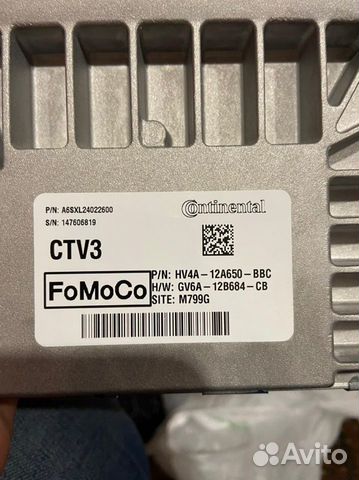 P/N: A6SXL24022600
S/N: 147606819
Continental
CTV3
FoMoCo
P/N: HV4A-12A650-BBC
H/W: GV6A-12B684-CB
SITE: M799G
Avito